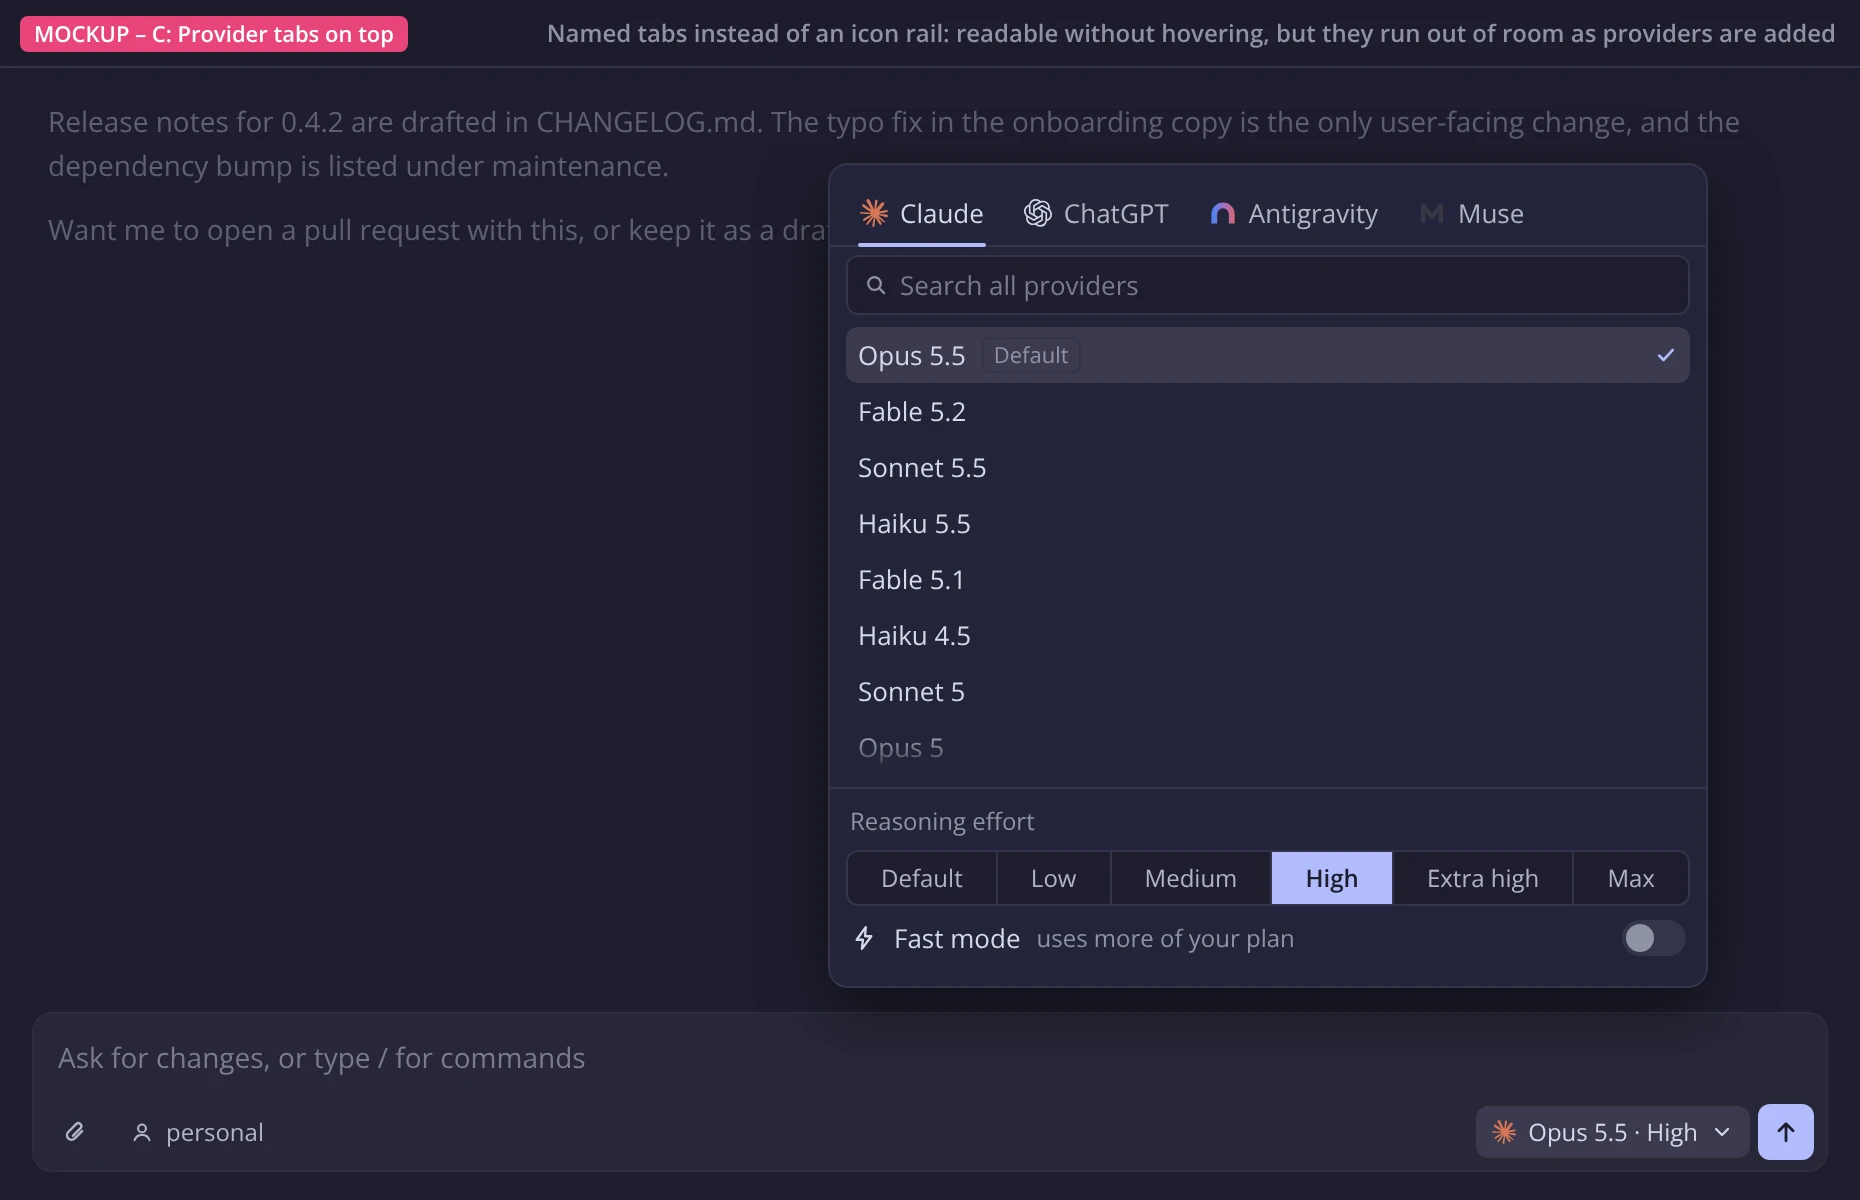 MOCKUP – C: Provider tabs on top
Named tabs instead of an icon rail: readable without hovering, but they run out of room as providers are added
Release notes for 0.4.2 are drafted in CHANGELOG.md. The typo fix in the onboarding copy is the only user-facing change, and the
dependency bump is listed under maintenance.
Want me to open a pull request with this, or keep it as a
Claude ChatGPT Antigravity Muse
Search all providers
Opus 5.5 Default
Fable 5.2
Sonnet 5.5
Haiku 5.5
Fable 5.1
Haiku 4.5
Sonnet 5
Opus 5
Reasoning effort
Default Low Medium High Extra high Max
Fast mode uses more of your plan
Ask for changes, or type / for commands
personal
Opus 5.5 · High